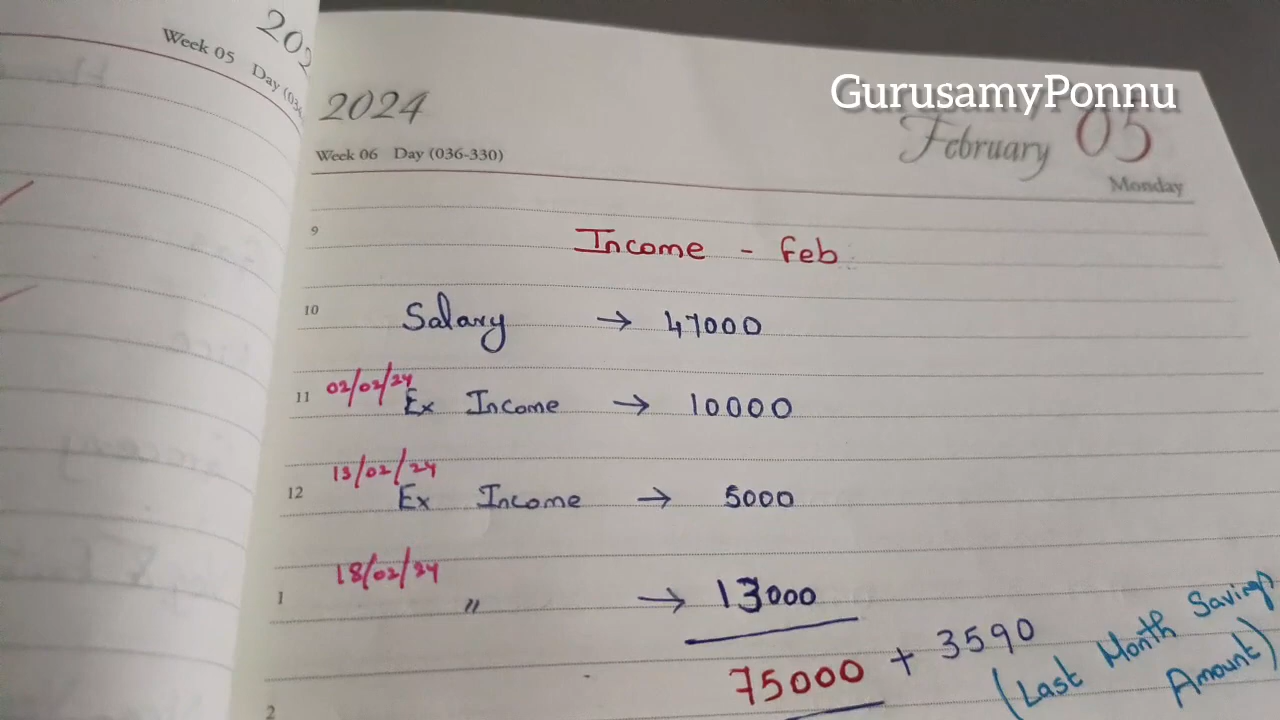 202
Week 05 Day (03
2024
GurusamyPonnu
February 05
Week 06 Day (036-330)
Monday
9
Income - Feb
10 Salary → 47000
02/02/24
11 Ex Income → 10000
13/02/24
12 Ex Income → 5000
18/02/24
1 " → 13000
75000 + 3590
(Last Month Savings
Amount)
2